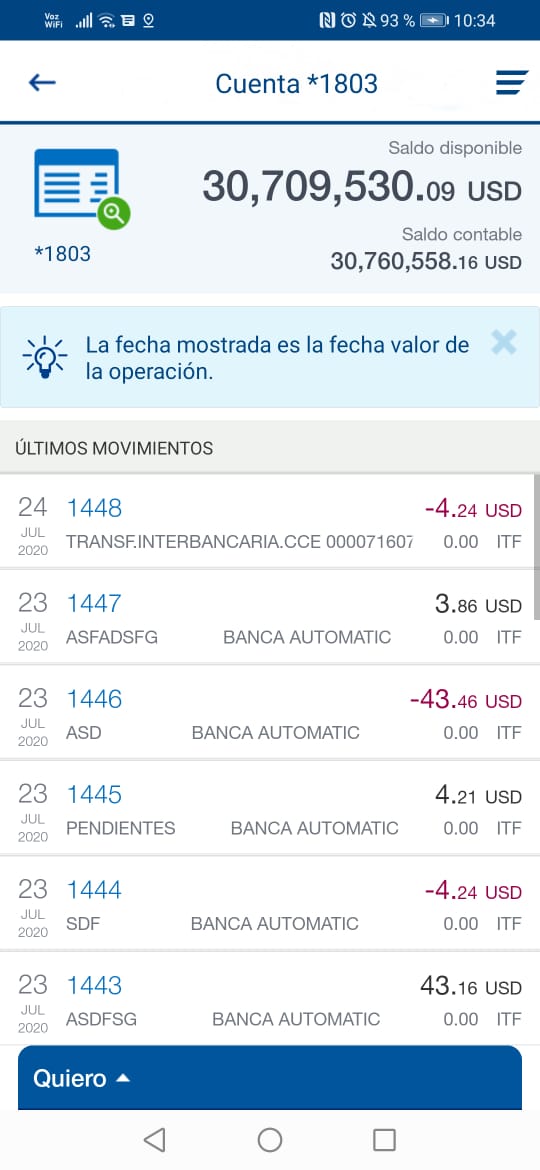 Voz
WiFi
93 % 10:34
Cuenta *1803
Saldo disponible
30,709,530.09 USD
Saldo contable
*1803
30,760,558.16 USD
La fecha mostrada es la fecha valor de
la operación.
ÚLTIMOS MOVIMIENTOS
24 1448 -4.24 USD
JUL
2020 TRANSF.INTERBANCARIA.CCE 000071607 0.00 ITF
23 1447 3.86 USD
JUL
2020 ASFADSFG BANCA AUTOMATIC 0.00 ITF
23 1446 -43.46 USD
JUL
2020 ASD BANCA AUTOMATIC 0.00 ITF
23 1445 4.21 USD
JUL
2020 PENDIENTES BANCA AUTOMATIC 0.00 ITF
23 1444 -4.24 USD
JUL
2020 SDF BANCA AUTOMATIC 0.00 ITF
23 1443 43.16 USD
JUL
2020 ASDFSG BANCA AUTOMATIC 0.00 ITF
Quiero